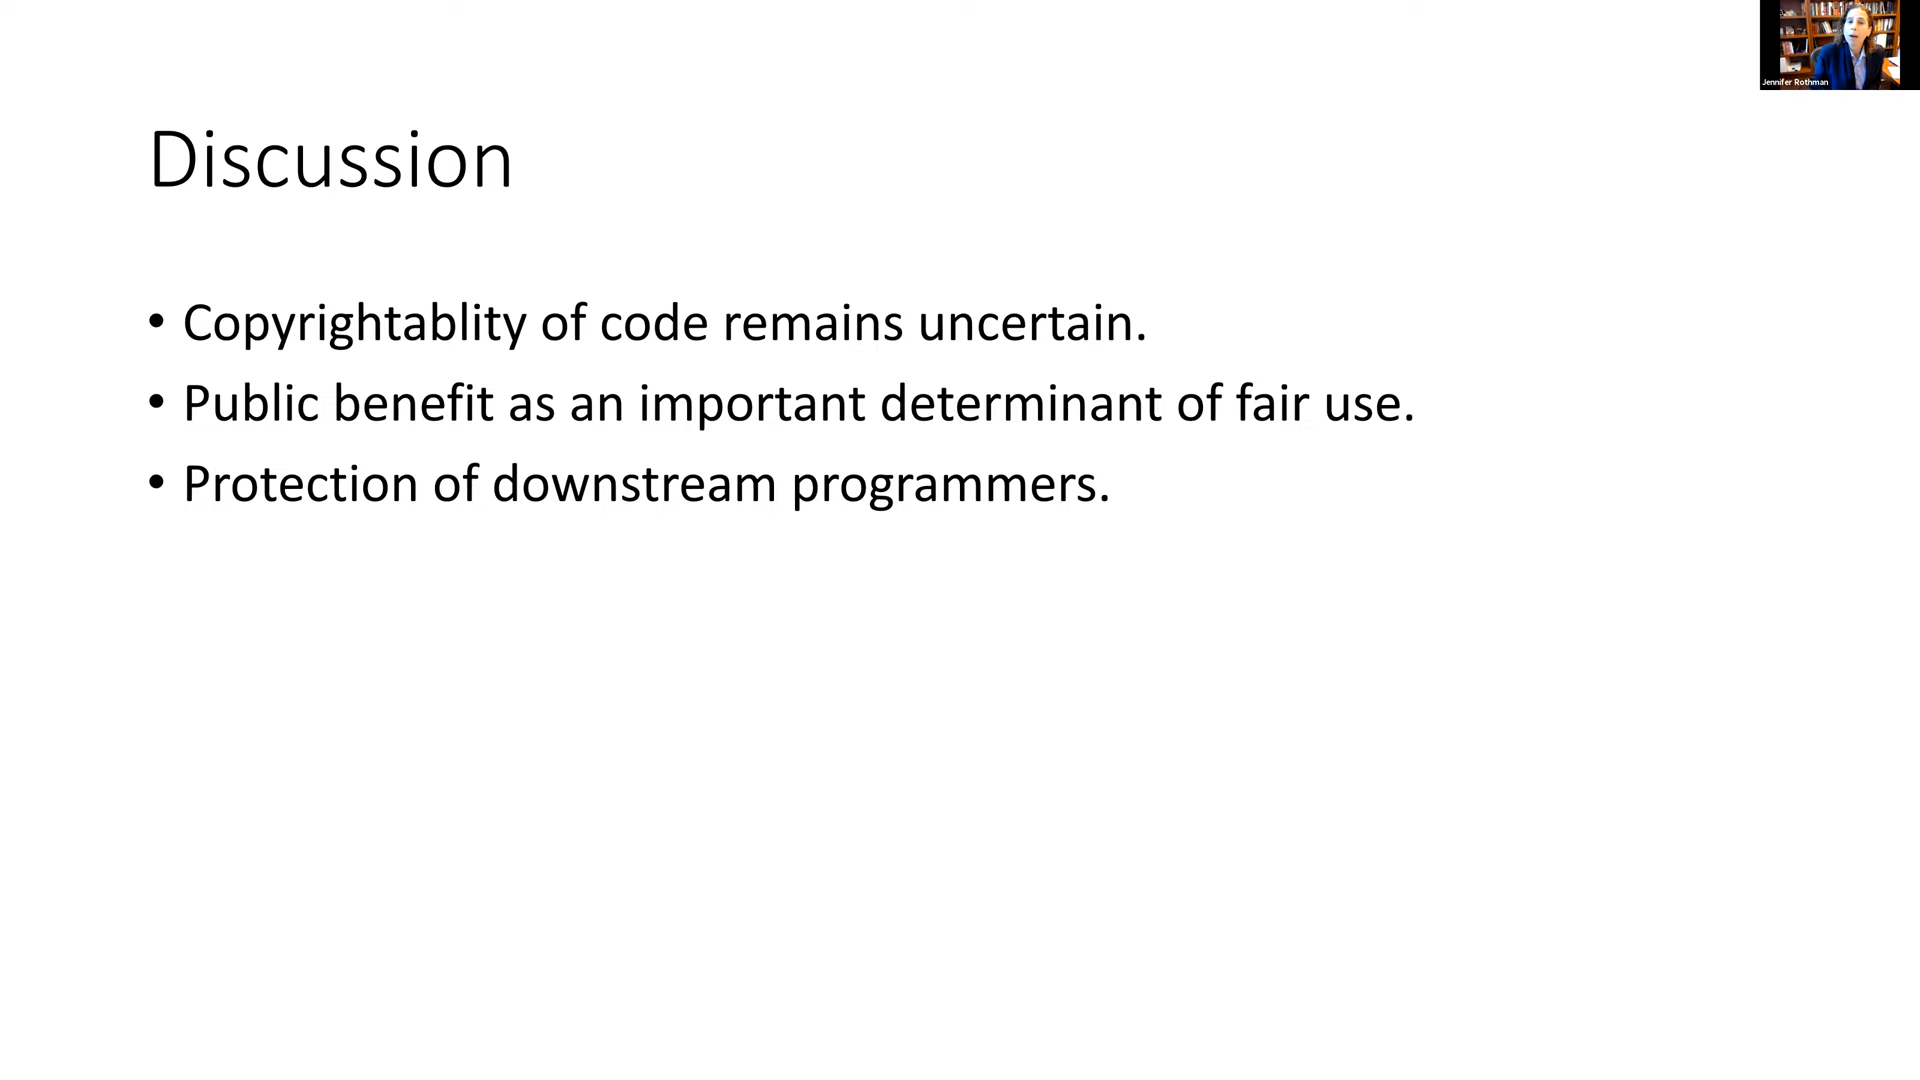 Jennifer Rothman
Discussion
• Copyrightablity of code remains uncertain.
• Public benefit as an important determinant of fair use.
• Protection of downstream programmers.